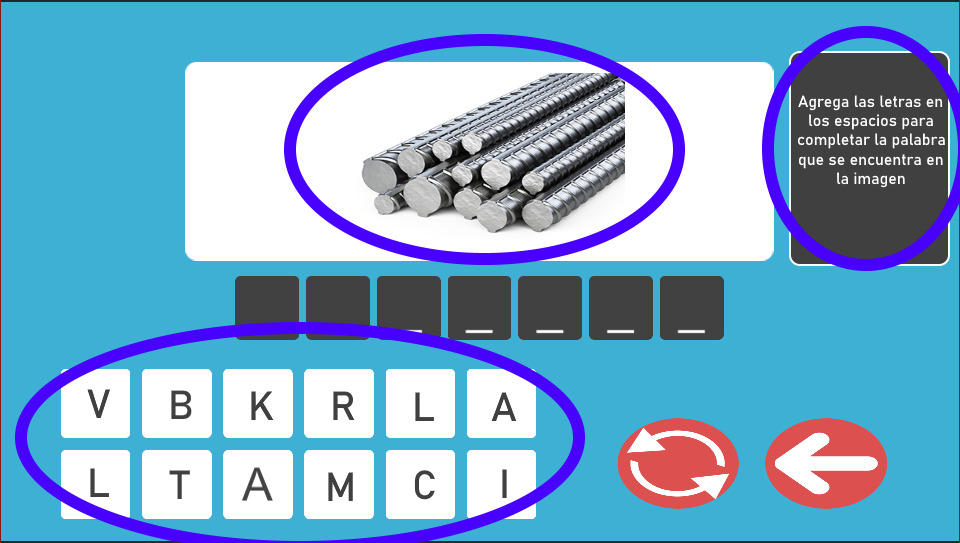 Agrega las letras en
los espacios para
completar la palabra
que se encuentra en
la imagen
_ _ _ _ _
V B K R L A
L T A M C I